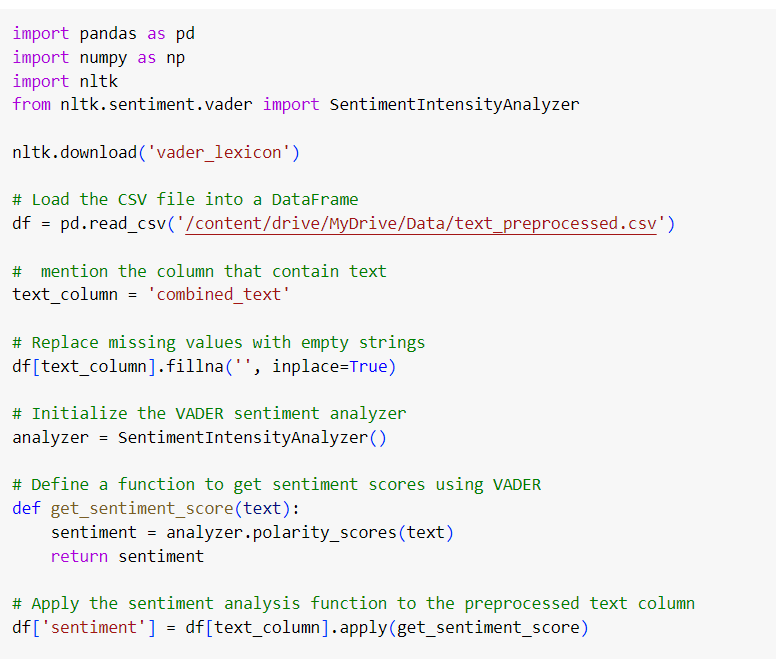 import pandas as pd
import numpy as np
import nltk
from nltk.sentiment.vader import SentimentIntensityAnalyzer
nltk.download('vader_lexicon')
# Load the CSV file into a DataFrame
df = pd.read_csv('/content/drive/MyDrive/Data/text_preprocessed.csv')
#  mention the column that contain text
text_column = 'combined_text'
# Replace missing values with empty strings
df[text_column].fillna('', inplace=True)
# Initialize the VADER sentiment analyzer
analyzer = SentimentIntensityAnalyzer()
# Define a function to get sentiment scores using VADER
def get_sentiment_score(text):
    sentiment = analyzer.polarity_scores(text)
    return sentiment
# Apply the sentiment analysis function to the preprocessed text column
df['sentiment'] = df[text_column].apply(get_sentiment_score)